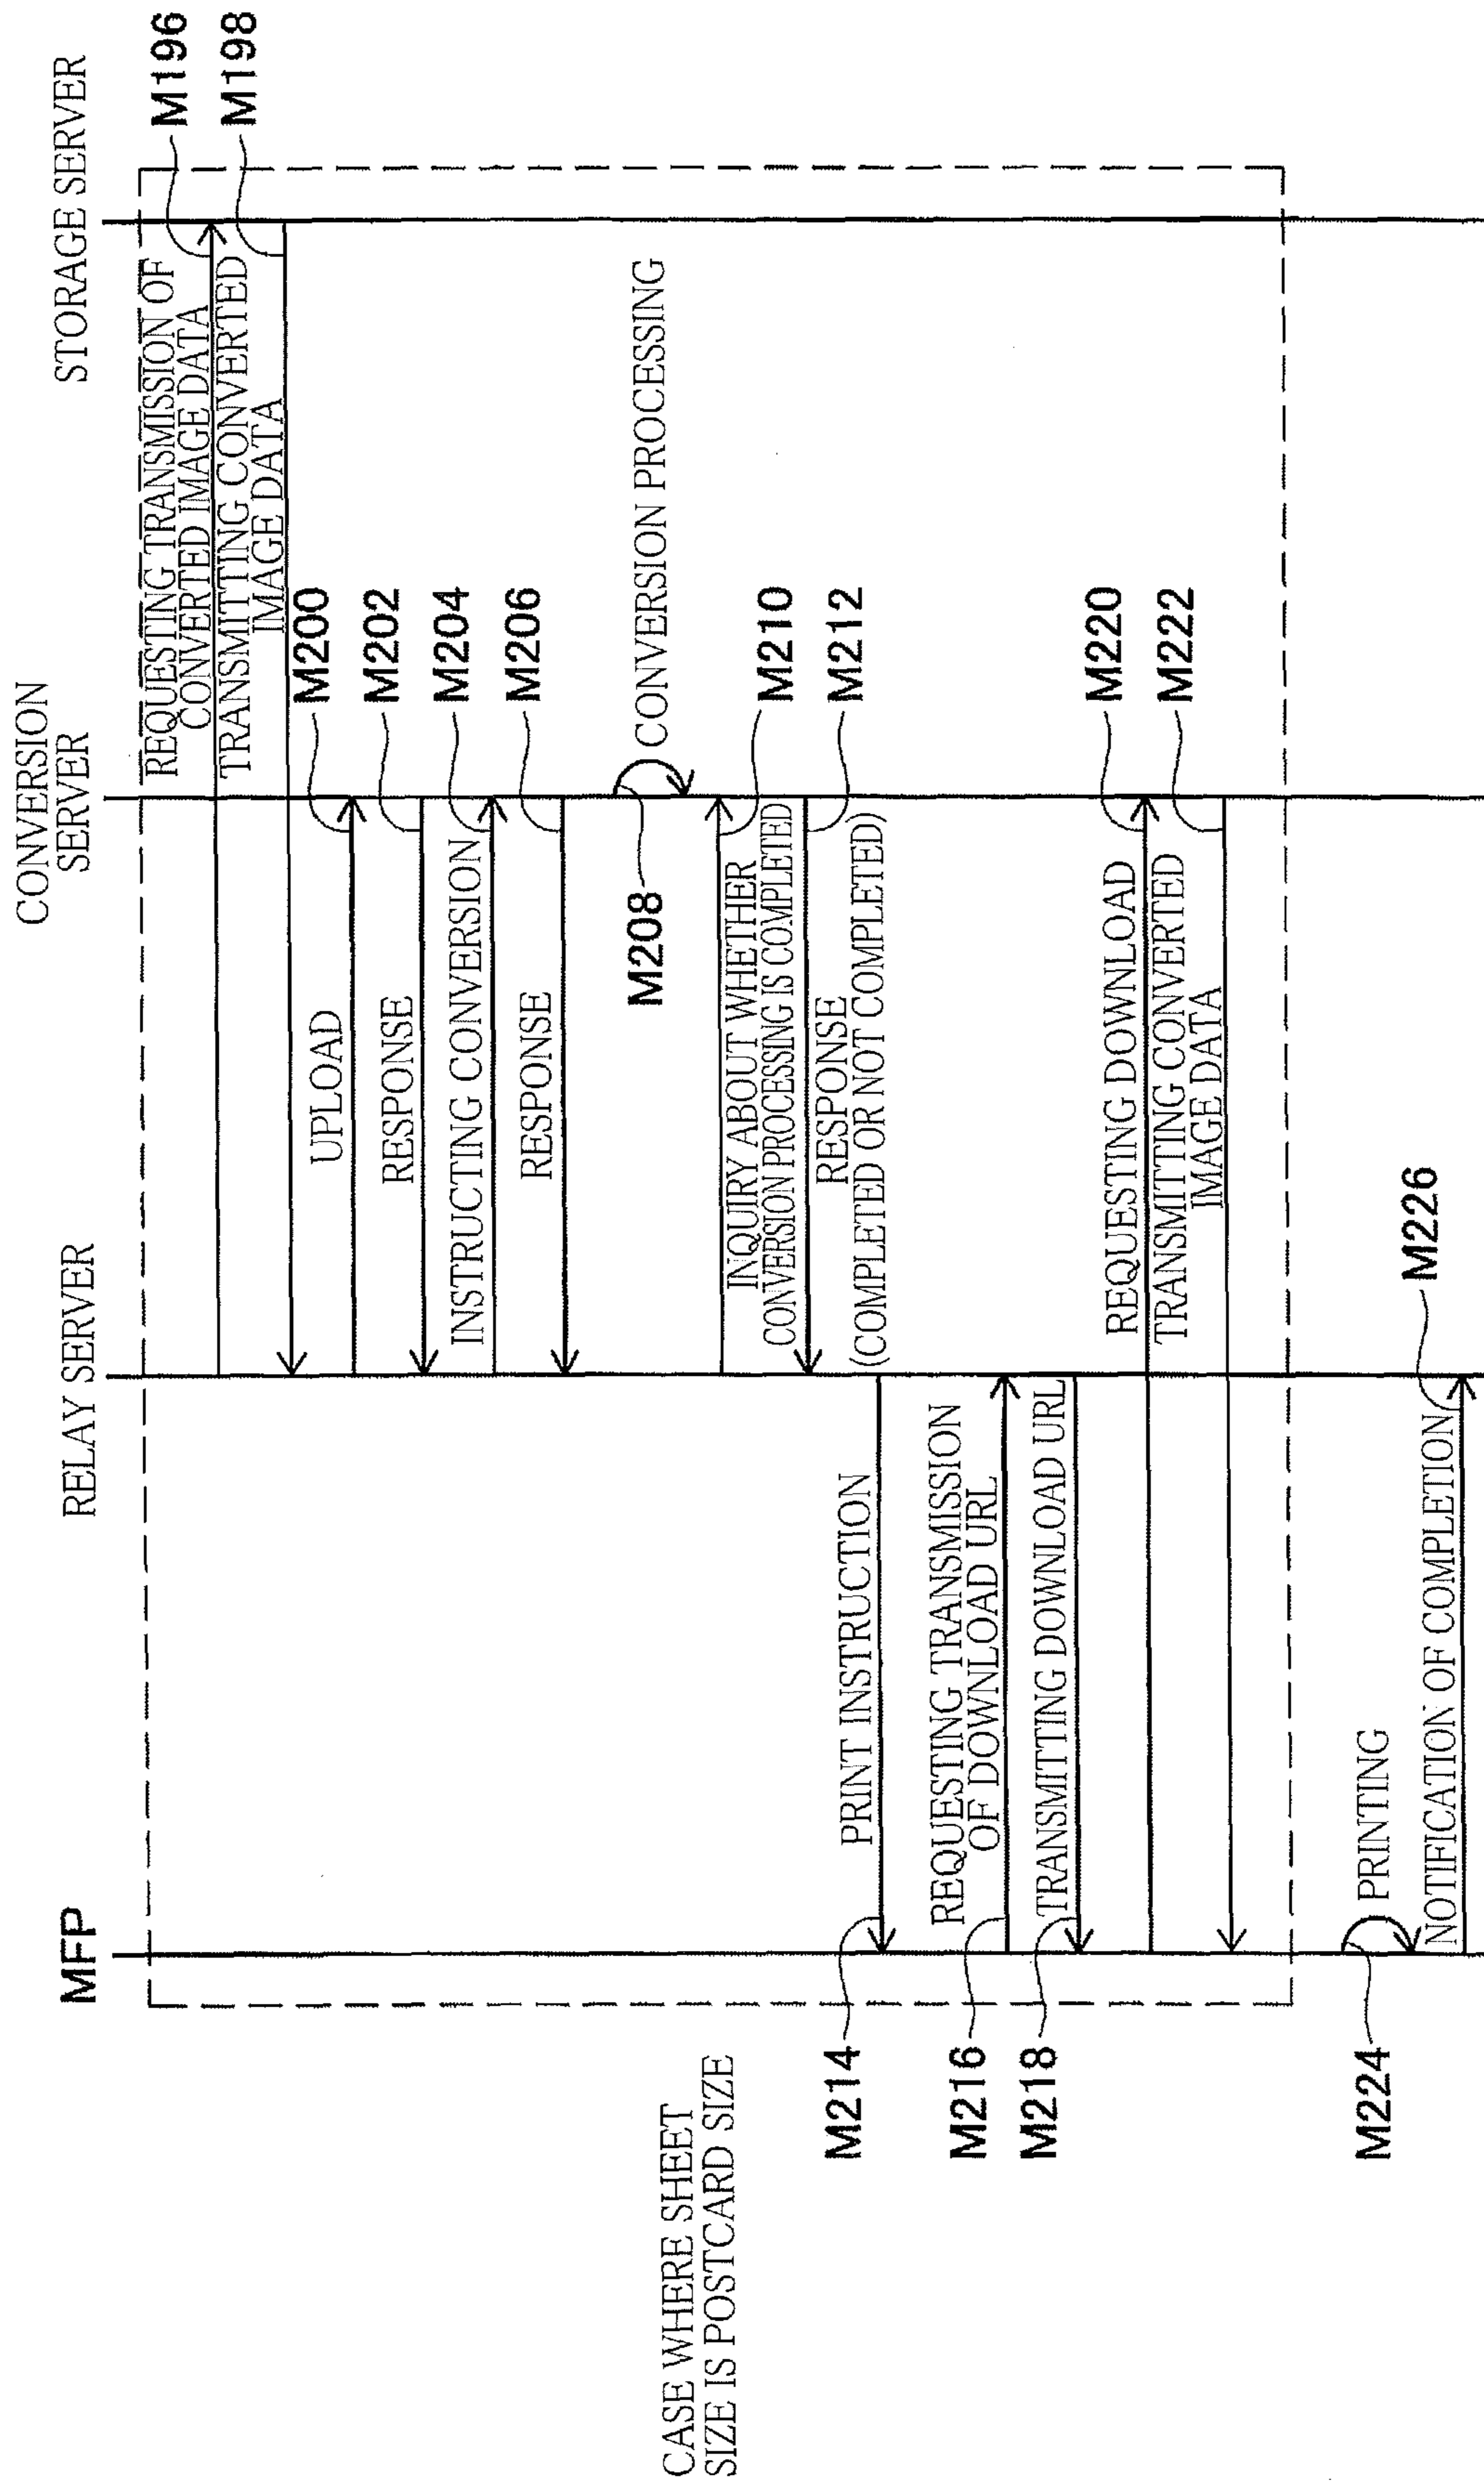 MFP
RELAY SERVER
CONVERSION
SERVER
STORAGE SERVER
CASE WHERE SHEET
SIZE IS POSTCARD SIZE
REQUESTING TRANSMISSION OF
CONVERTED IMAGE DATA
M196
TRANSMITTING CONVERTED
IMAGE DATA
M198
UPLOAD
M200
RESPONSE
M202
INSTRUCTING CONVERSION
M204
RESPONSE
M206
M208
CONVERSION PROCESSING
INQUIRY ABOUT WHETHER
CONVERSION PROCESSING IS COMPLETED
M210
RESPONSE
(COMPLETED OR NOT COMPLETED)
M212
M214
PRINT INSTRUCTION
M216
REQUESTING TRANSMISSION
OF DOWNLOAD URL
M218
TRANSMITTING DOWNLOAD URL
REQUESTING DOWNLOAD
M220
TRANSMITTING CONVERTED
IMAGE DATA
M222
M224
PRINTING
NOTIFICATION OF COMPLETION
M226